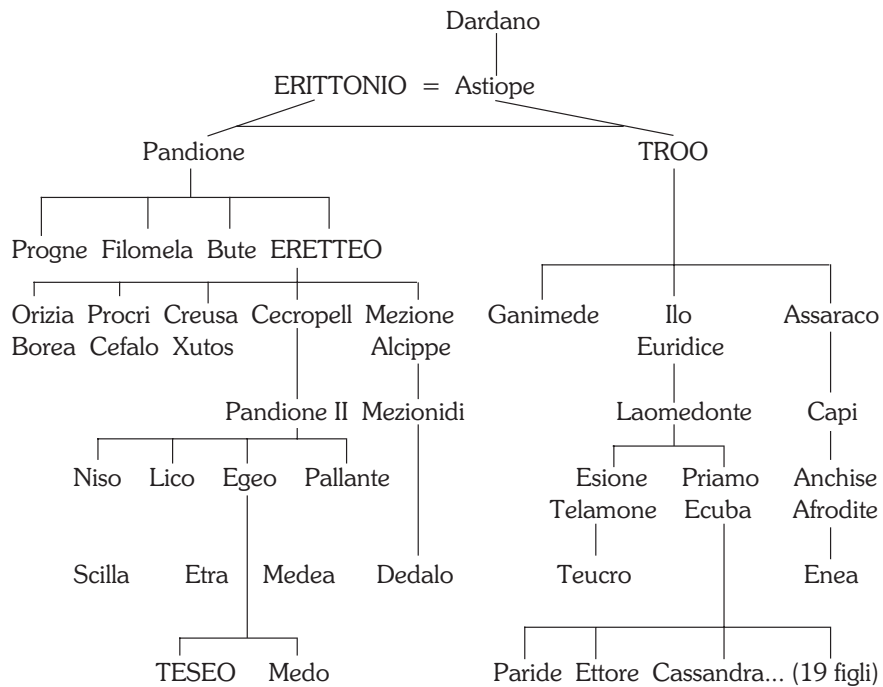 Dardano
ERITTONIO = Astiope
Pandione TROO
Progne Filomela Bute ERETTEO
Orizia Procri Creusa Cecropell Mezione Ganimede Ilo Assaraco
Borea Cefalo Xutos Alcippe Euridice
Pandione II Mezionidi Laomedonte Capi
Niso Lico Egeo Pallante Esione Priamo Anchise
Telamone Ecuba Afrodite
Scilla Etra Medea Dedalo Teucro Enea
TESEO Medo Paride Ettore Cassandra... (19 figli)